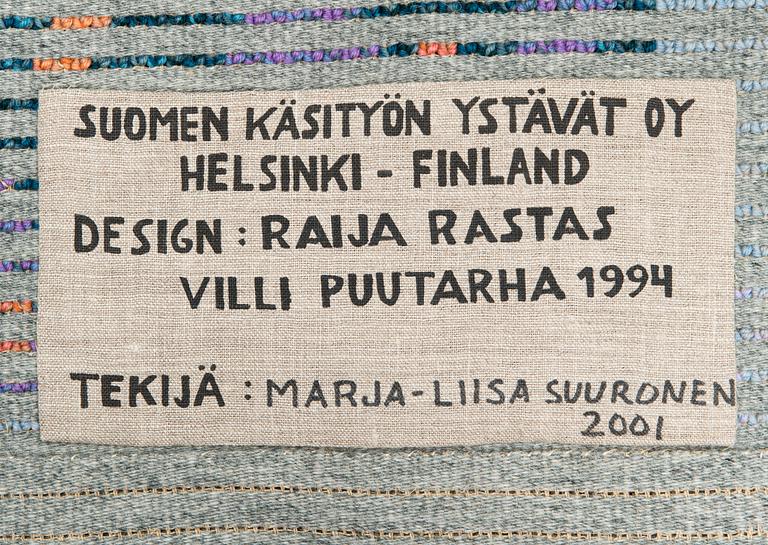 SUOMEN KÄSITYÖN YSTÄVÄT OY
HELSINKI - FINLAND
DESIGN : RAIJA RASTAS
VILLI PUUTARHA 1994
TEKIJÄ : MARJA-LIISA SUURONEN
2001